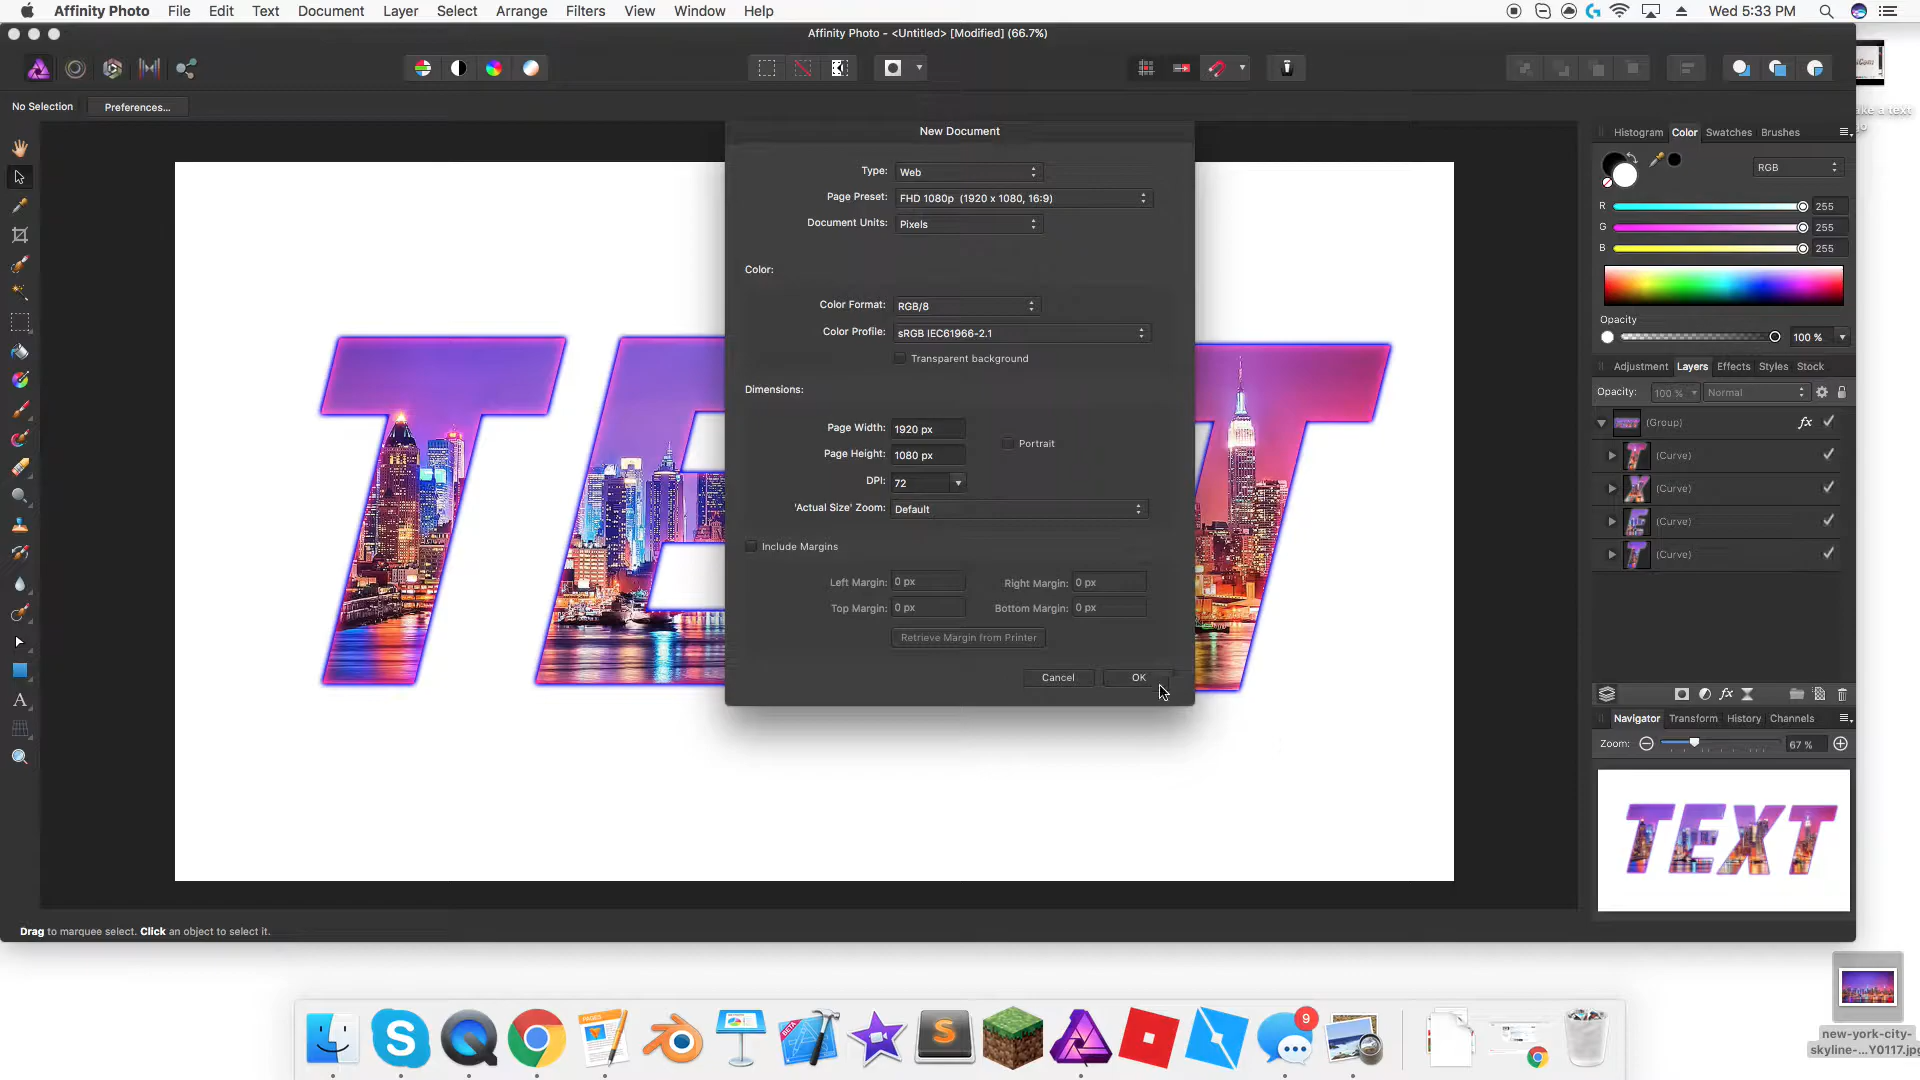 Affinity Photo File Edit Text Document Layer Select Arrange Filters View Window Help Wed 5:33 PM
Affinity Photo - <Untitled> [Modified] (66.7%)
No Selection Preferences...
New Document
Type: Web
Page Preset: FHD 1080p (1920 x 1080, 16:9)
Document Units: Pixels
Color:
Color Format: RGB/8
Color Profile: sRGB IEC61966-2.1
Transparent background
Dimensions:
Page Width: 1920 px
Portrait
Page Height: 1080 px
DPI: 72
'Actual Size' Zoom: Default
Include Margins
Left Margin: 0 px Right Margin: 0 px
Top Margin: 0 px Bottom Margin: 0 px
Retrieve Margin from Printer
Cancel OK
TE T
Histogram Color Swatches Brushes
RGB
R 255
G 255
B 255
Opacity
100 %
Adjustment Layers Effects Styles Stock
Opacity: 100 % Normal
(Group) fx
(Curve)
(Curve)
(Curve)
(Curve)
fx
Navigator Transform History Channels
Zoom: 67 %
TEXT
Drag to marquee select. Click an object to select it.
A
S
S
PAGES
BETA
9
new-york-city-
skyline-...Y0117.jpg